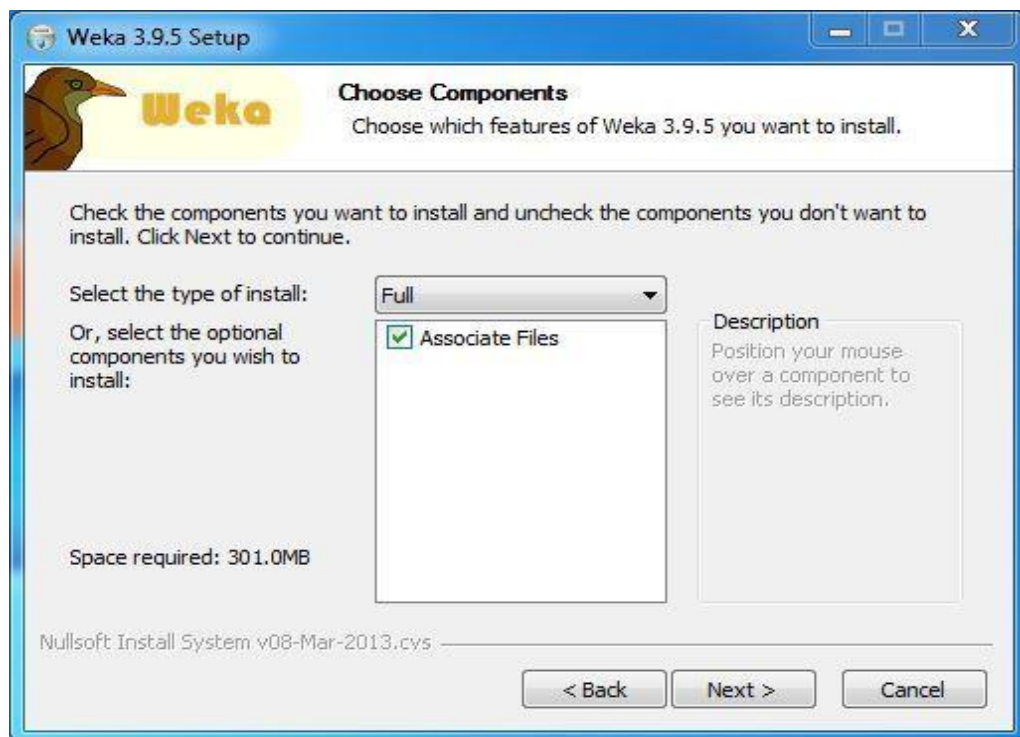 Weka 3.9.5 Setup
Weka
Choose Components
Choose which features of Weka 3.9.5 you want to install.
Check the components you want to install and uncheck the components you don't want to
install. Click Next to continue.
Select the type of install:
Full
Or, select the optional
components you wish to
install:
Associate Files
Description
Position your mouse
over a component to
see its description.
Space required: 301.0MB
Nullsoft Install System v08-Mar-2013.cvs
< Back
Next >
Cancel